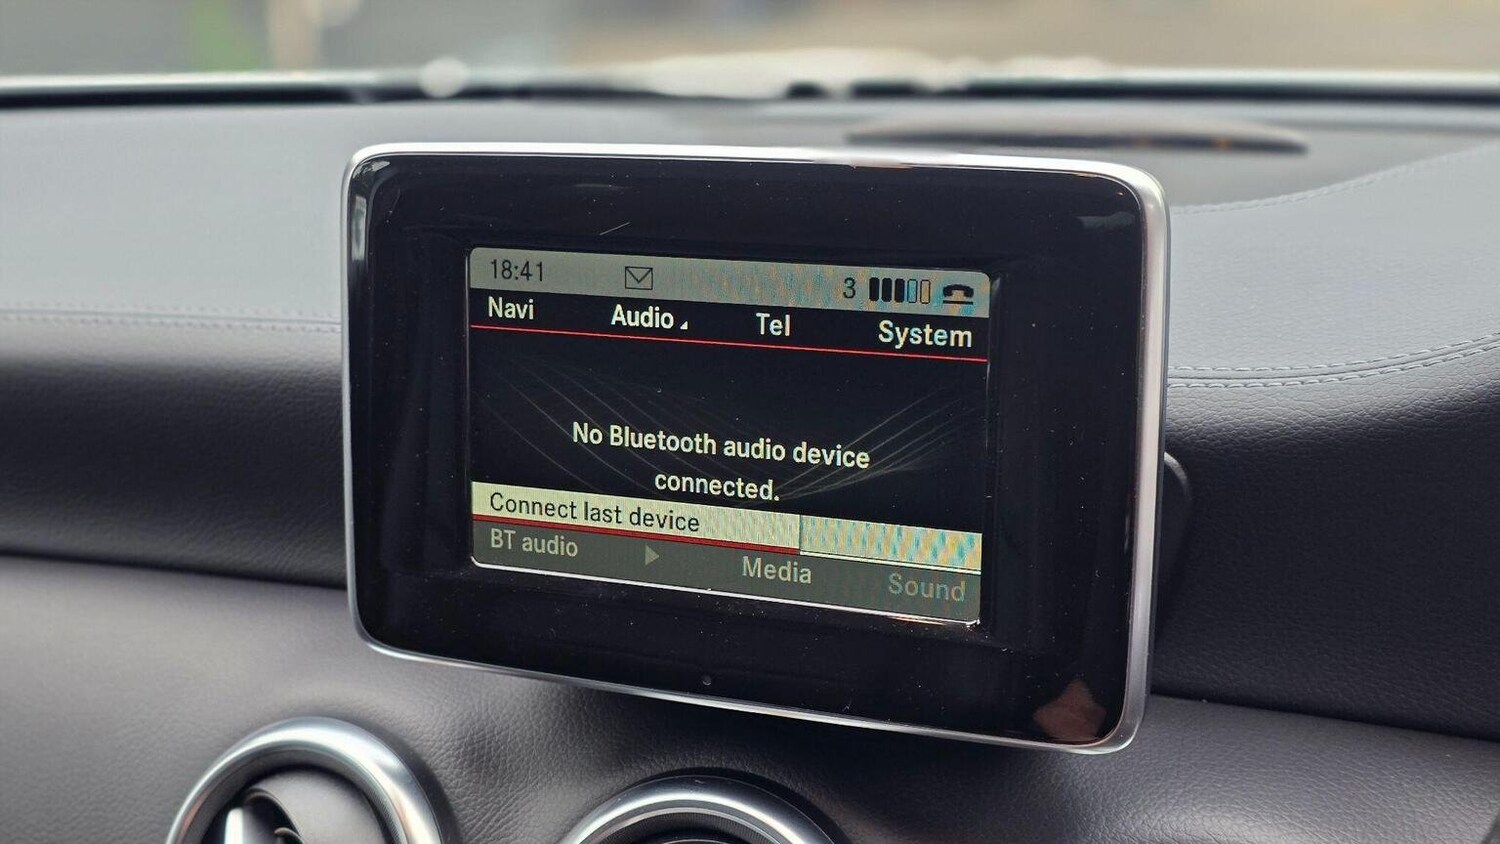 18:41 3
Navi Audio Tel System
No Bluetooth audio device
connected.
Connect last device
BT audio Media Sound